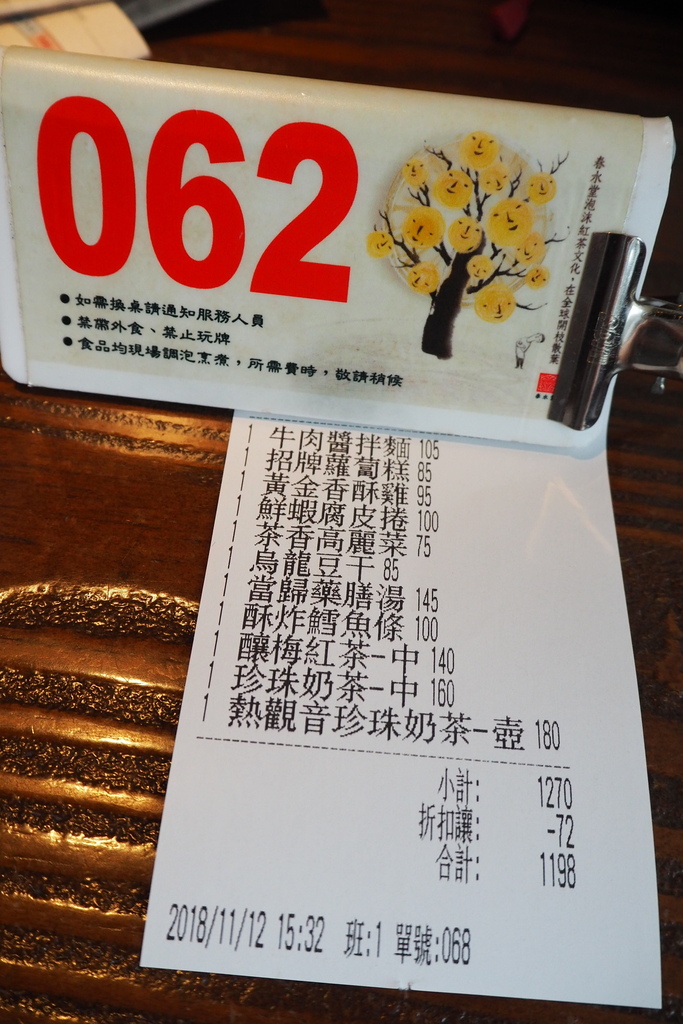 062
春水堂泡沫紅茶文化,在全球開枝散葉
●如需換桌請通知服務人員
●禁帶外食、禁止玩牌
●食品均現場調泡烹煮,所需費時,敬請稍候
1 牛肉醬拌麵 105
1 招牌蘿蔔糕 85
1 黃金香酥雞 95
1 鮮蝦腐皮捲 100
1 茶香高麗菜 75
1 烏龍豆干 85
1 當歸藥膳湯 145
1 酥炸鱈魚條 100
1 釀梅紅茶-中 140
1 珍珠奶茶-中 160
1 熱觀音珍珠奶茶-壺 180
小計: 1270
折扣讓: -72
合計: 1198
2018/11/12 15:32 班:1 單號:068